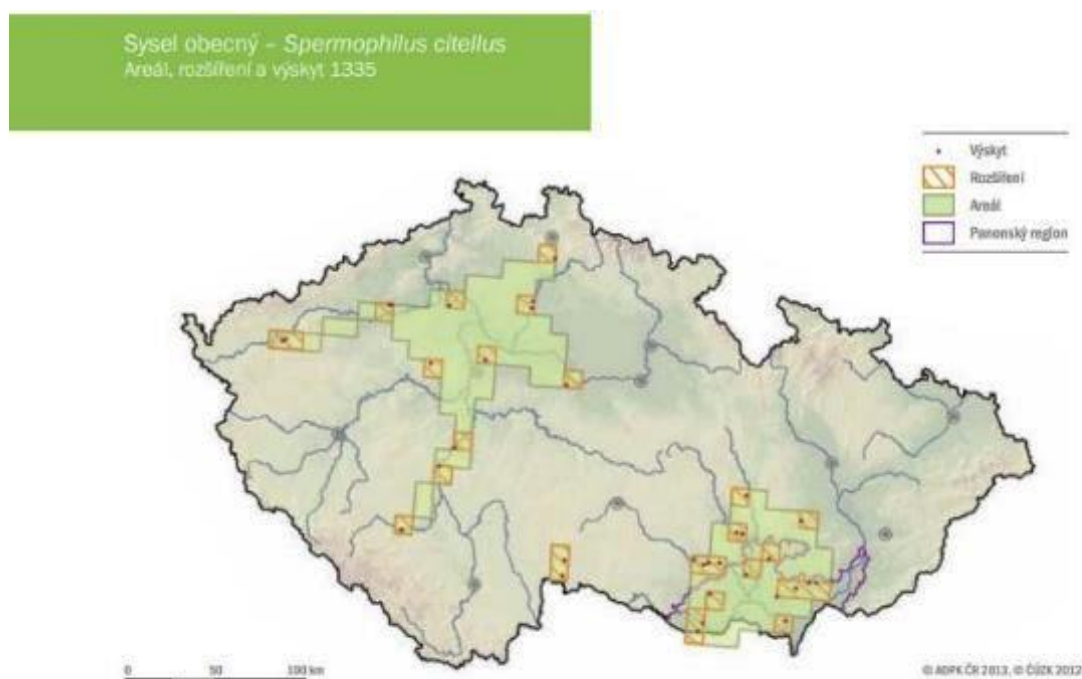 Sysel obecný – Spermophilus citellus
Areál, rozšíření a výskyt 1335
Výskyt
Rozšíření
Areál
Panonský region
0 50 100 km
© AOPK ČR 2013, © ČÚZK 2012